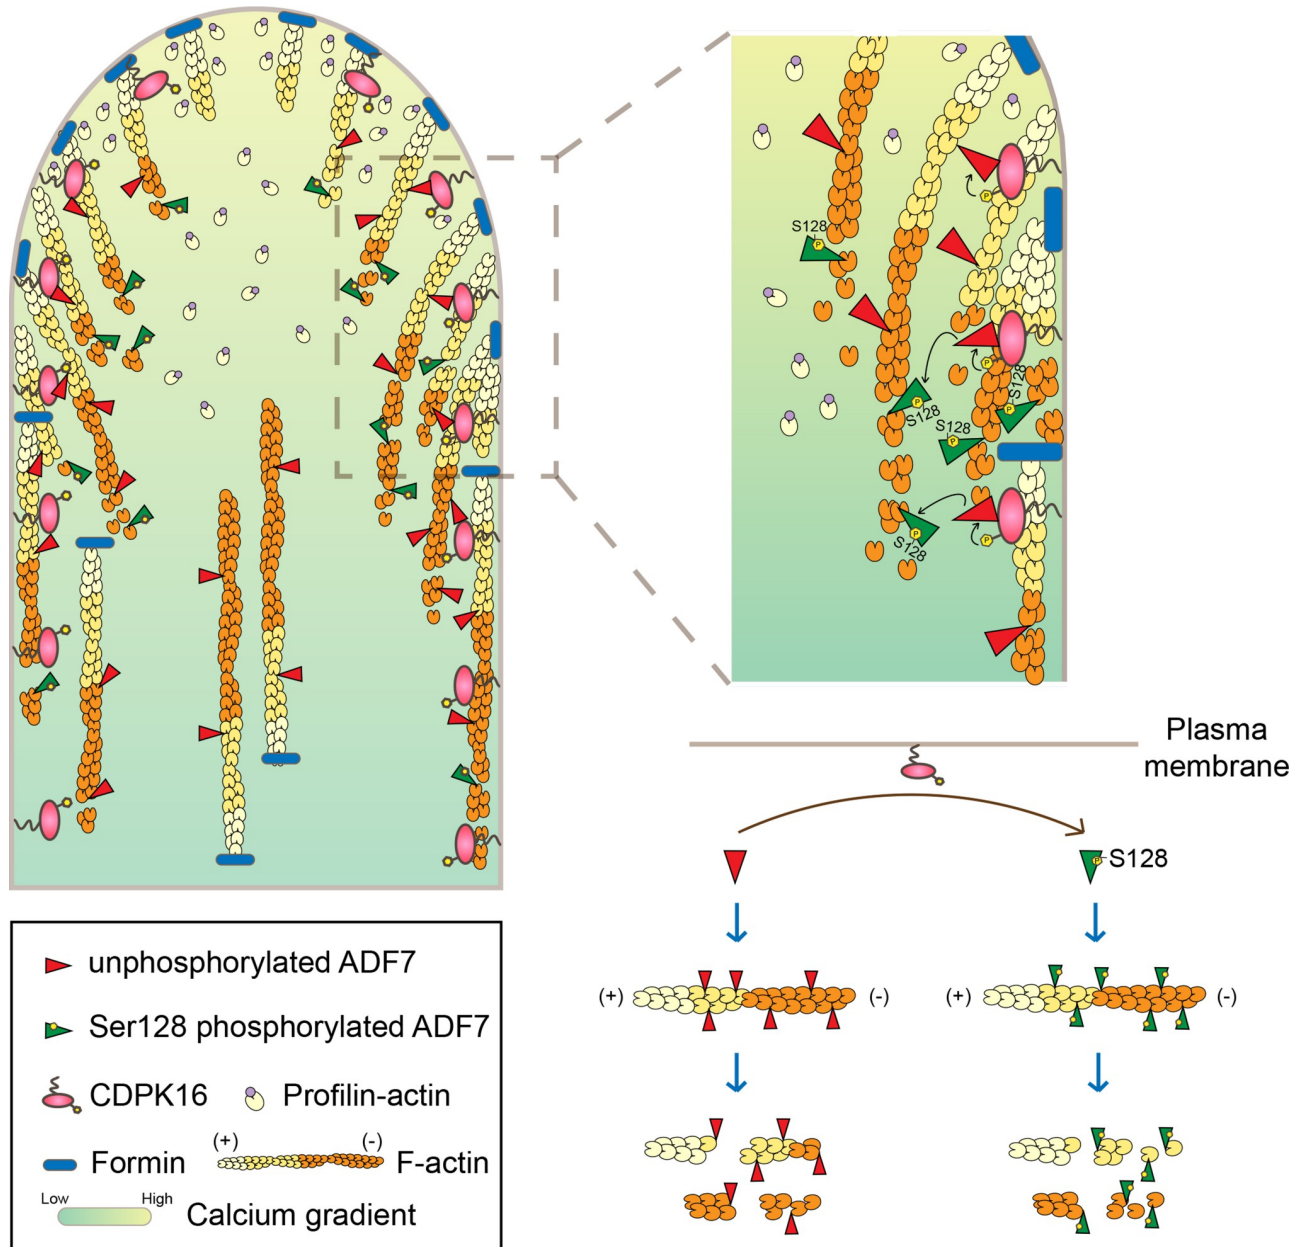 S128
P
P
P
P
S128
S128
P
P
S128
P
P
P
S128
Plasma
membrane
P
S128
(+)
(-)
(+)
(-)
unphosphorylated ADF7
Ser128 phosphorylated ADF7
CDPK16
Profilin-actin
(+)
(-)
Formin
F-actin
Low
High
Calcium gradient